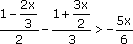 (1 - 2x/3)/2 - (1 + 3x/2)/3 > -5x/6